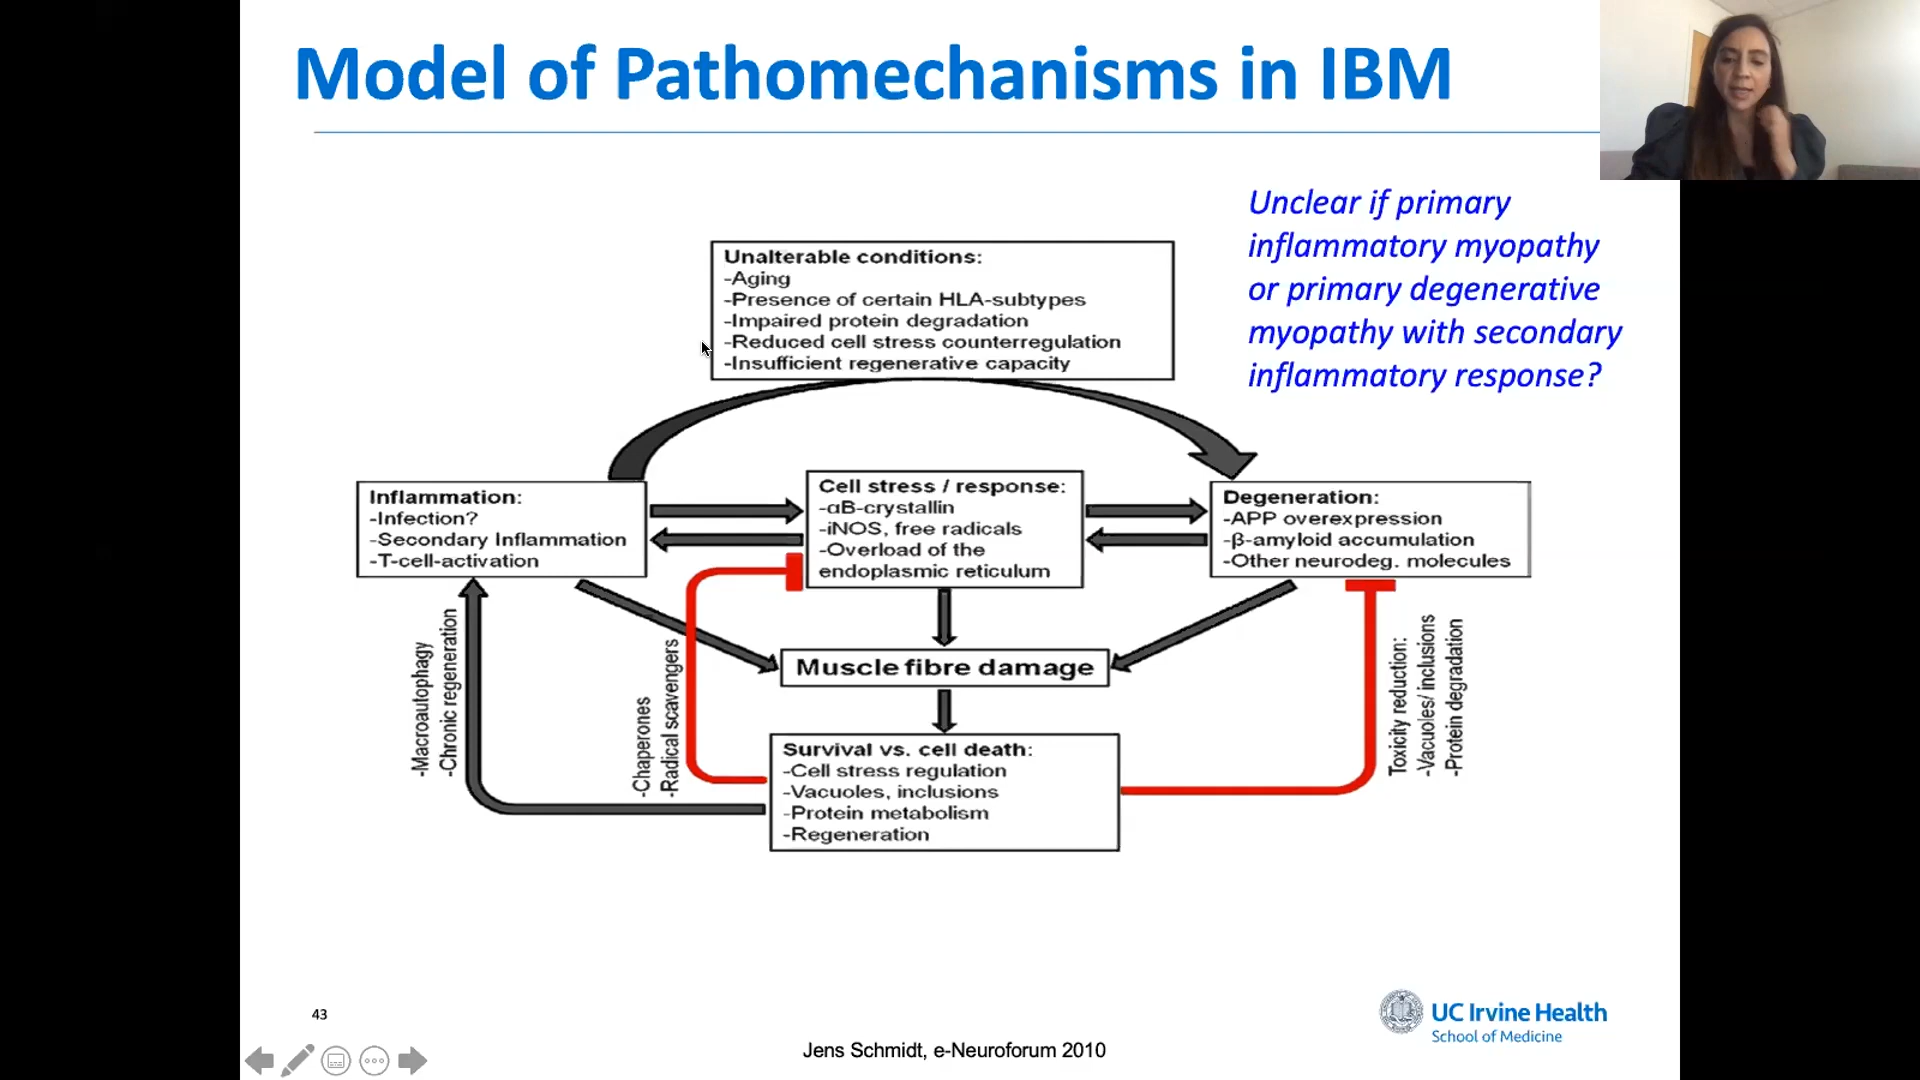 Model of Pathomechanisms in IBM
Unclear if primary
inflammatory myopathy
or primary degenerative
myopathy with secondary
inflammatory response?
Unalterable conditions:
-Aging
-Presence of certain HLA-subtypes
-Impaired protein degradation
-Reduced cell stress counterregulation
-Insufficient regenerative capacity
Inflammation:
-Infection?
-Secondary Inflammation
-T-cell-activation
Cell stress / response:
-αB-crystallin
-iNOS, free radicals
-Overload of the
endoplasmic reticulum
Degeneration:
-APP overexpression
-β-amyloid accumulation
-Other neurodeg. molecules
-Macroautophagy
-Chronic regeneration
-Chaperones
-Radical scavengers
Muscle fibre damage
Toxicity reduction:
-Vacuoles/ inclusions
-Protein degradation
Survival vs. cell death:
-Cell stress regulation
-Vacuoles, inclusions
-Protein metabolism
-Regeneration
43
UC Irvine Health
School of Medicine
Jens Schmidt, e-Neuroforum 2010